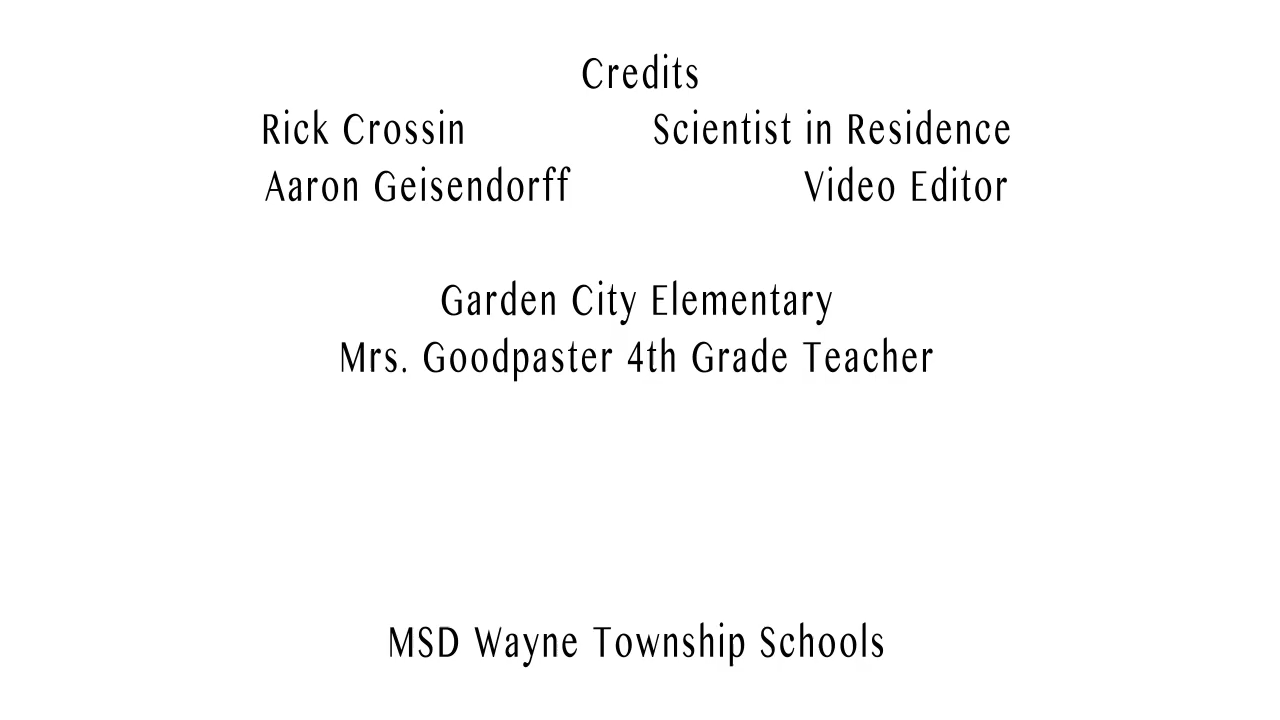 Credits
Rick Crossin Scientist in Residence
Aaron Geisendorff Video Editor
Garden City Elementary
Mrs. Goodpaster 4th Grade Teacher
MSD Wayne Township Schools